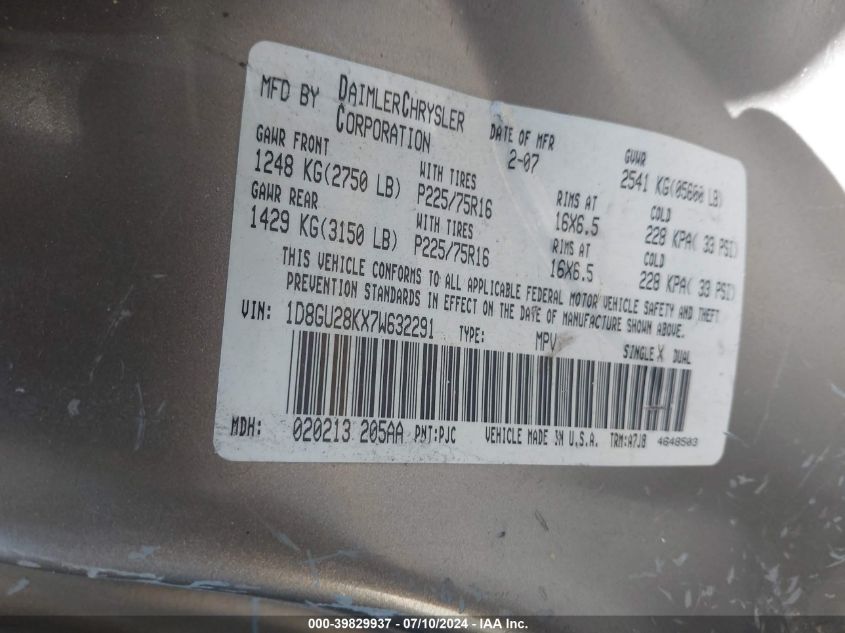 MFD BY DAIMLERCHRYSLER CORPORATION DATE OF MFR 2-07 GVWR 2541 KG(05600 LB)
GAWR FRONT WITH TIRES RIMS AT COLD
1248 KG(2750 LB) P225/75R16 16X6.5 228 KPA( 33 PSI)
GAWR REAR WITH TIRES RIMS AT COLD
1429 KG(3150 LB) P225/75R16 16X6.5 228 KPA( 33 PSI)
THIS VEHICLE CONFORMS TO ALL APPLICABLE FEDERAL MOTOR VEHICLE SAFETY AND THEFT
PREVENTION STANDARDS IN EFFECT ON THE DATE OF MANUFACTURE SHOWN ABOVE.
VIN: 1D8GU28KX7W632291 TYPE: MPV SINGLE X DUAL
MDH: 020213 205AA PNT:PJC VEHICLE MADE IN U.S.A. TRM:A7J8 4648503
000-39829937 - 07/10/2024 - IAA Inc.